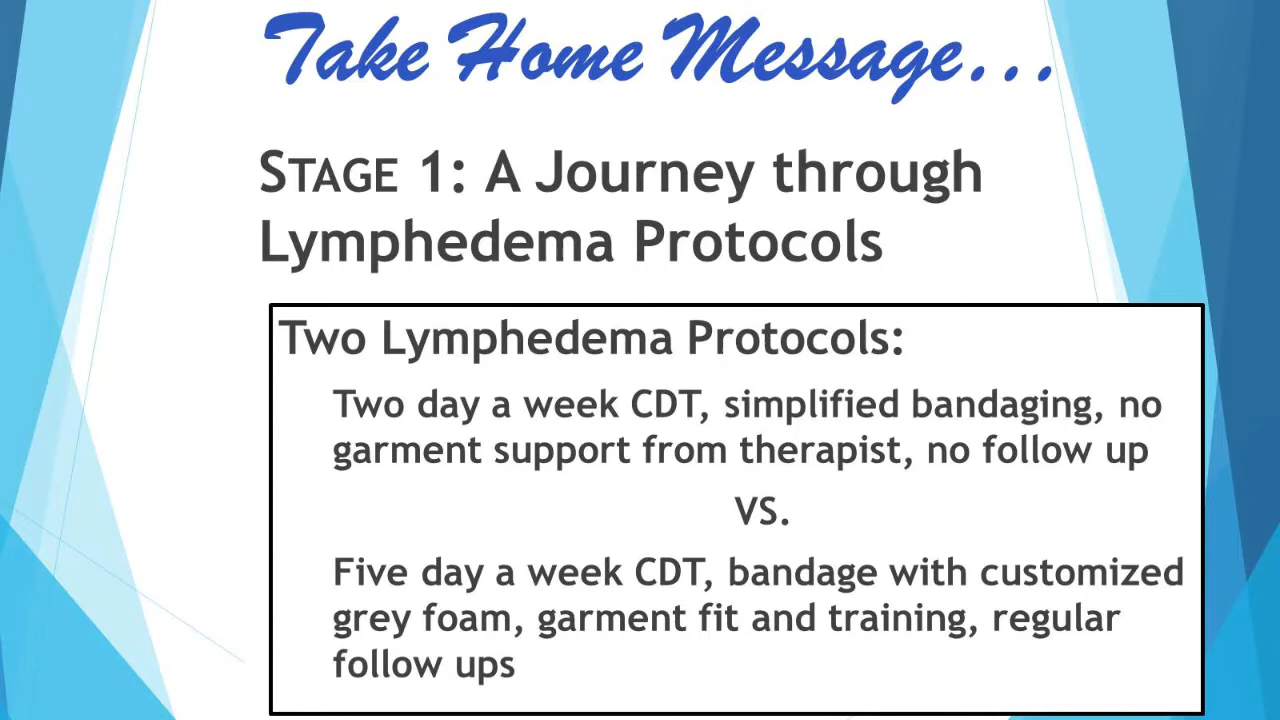 Take Home Message...
STAGE 1: A Journey through
Lymphedema Protocols
Two Lymphedema Protocols:
Two day a week CDT, simplified bandaging, no
garment support from therapist, no follow up
VS.
Five day a week CDT, bandage with customized
grey foam, garment fit and training, regular
follow ups